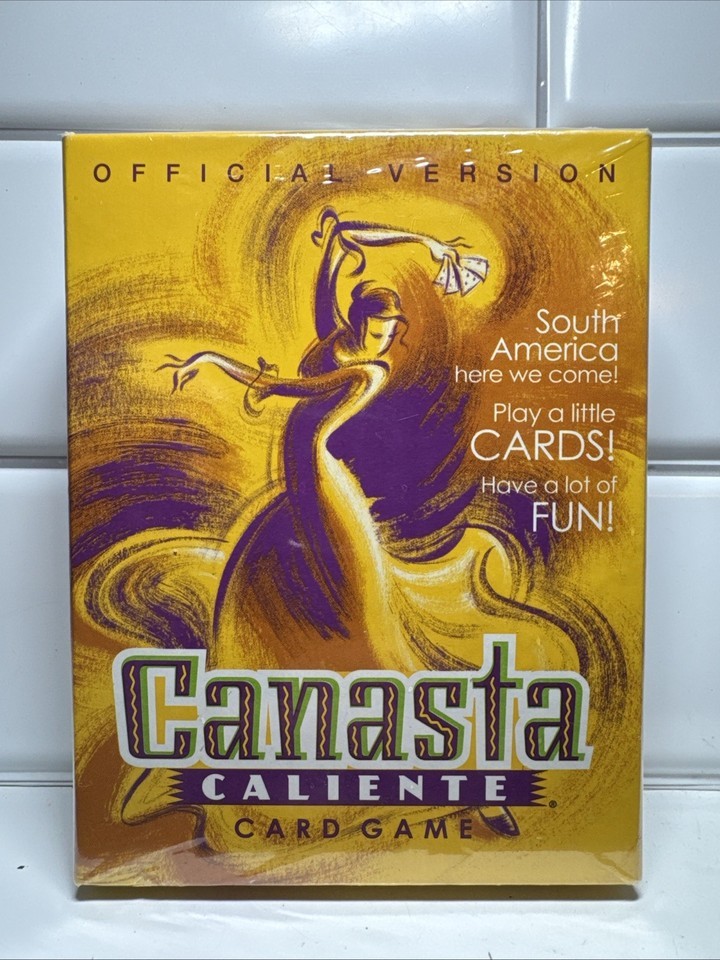 OFFICIAL VERSION
South
America
here we come!
Play a little
CARDS!
Have a lot of
FUN!
Canasta
CALIENTE®
CARD GAME